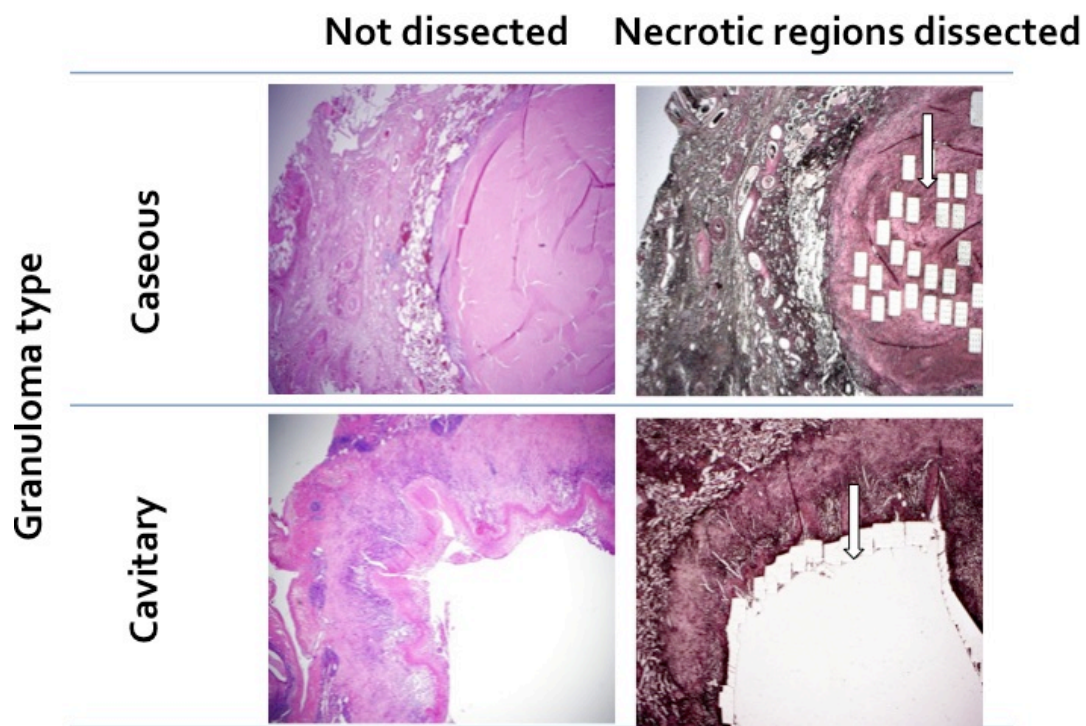 Not dissected
Necrotic regions dissected
Granuloma type
Caseous
Cavitary